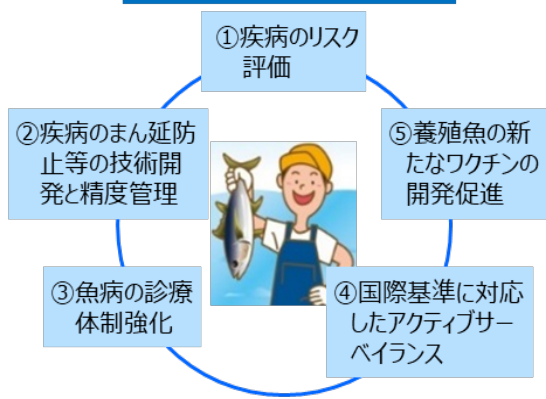 ①疾病のリスク
評価
②疾病のまん延防
止等の技術開
発と精度管理
③魚病の診療
体制強化
④国際基準に対応
したアクティブサー
ベイランス
⑤養殖魚の新
たなワクチンの
開発促進